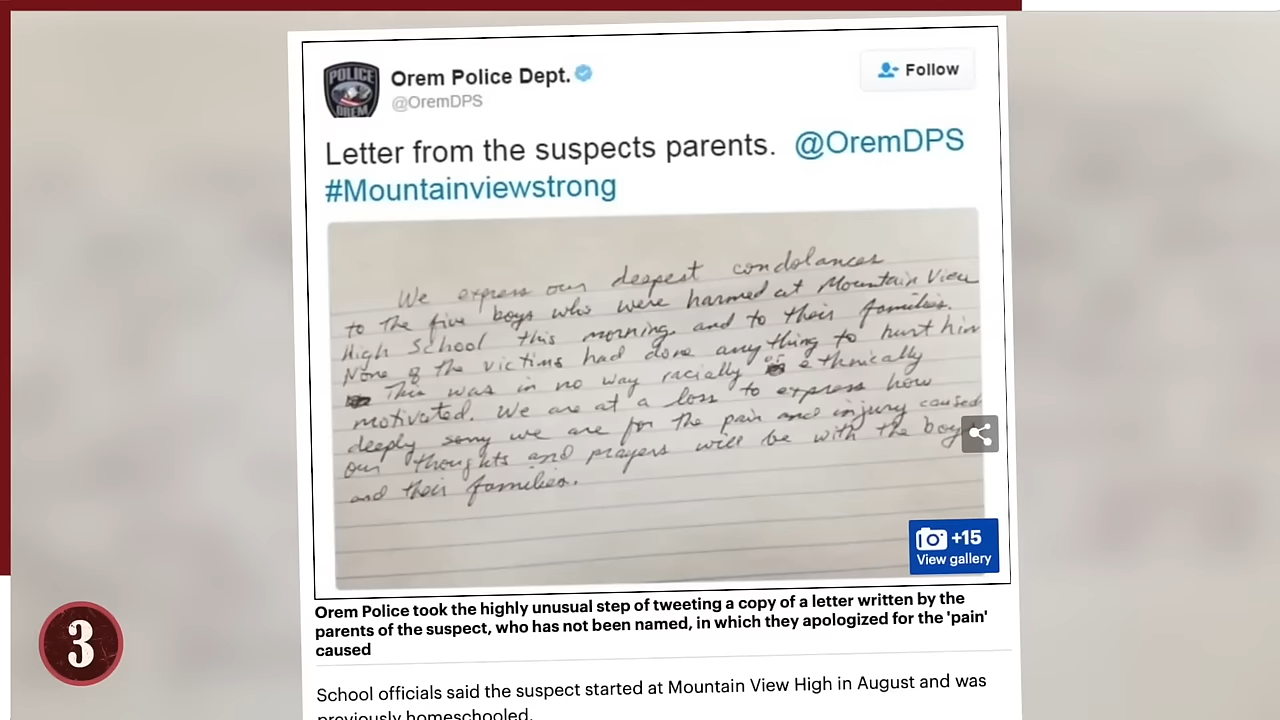 POLICE
OREM
Orem Police Dept.
@OremDPS
Follow
Letter from the suspects parents. @OremDPS
#Mountainviewstrong
We express our deepest condolances
to the five boys who were harmed at Mountain View
High School this morning and to their families.
None of the victims had done anything to hurt him
This was in no way racially or ethnically
motivated. We are at a loss to express how
deeply sorry we are for the pain and injury caused
our thoughts and prayers will be with the boys
and their families.
+15
View gallery
Orem Police took the highly unusual step of tweeting a copy of a letter written by the
parents of the suspect, who has not been named, in which they apologized for the 'pain'
caused
3
School officials said the suspect started at Mountain View High in August and was
previously homeschooled.